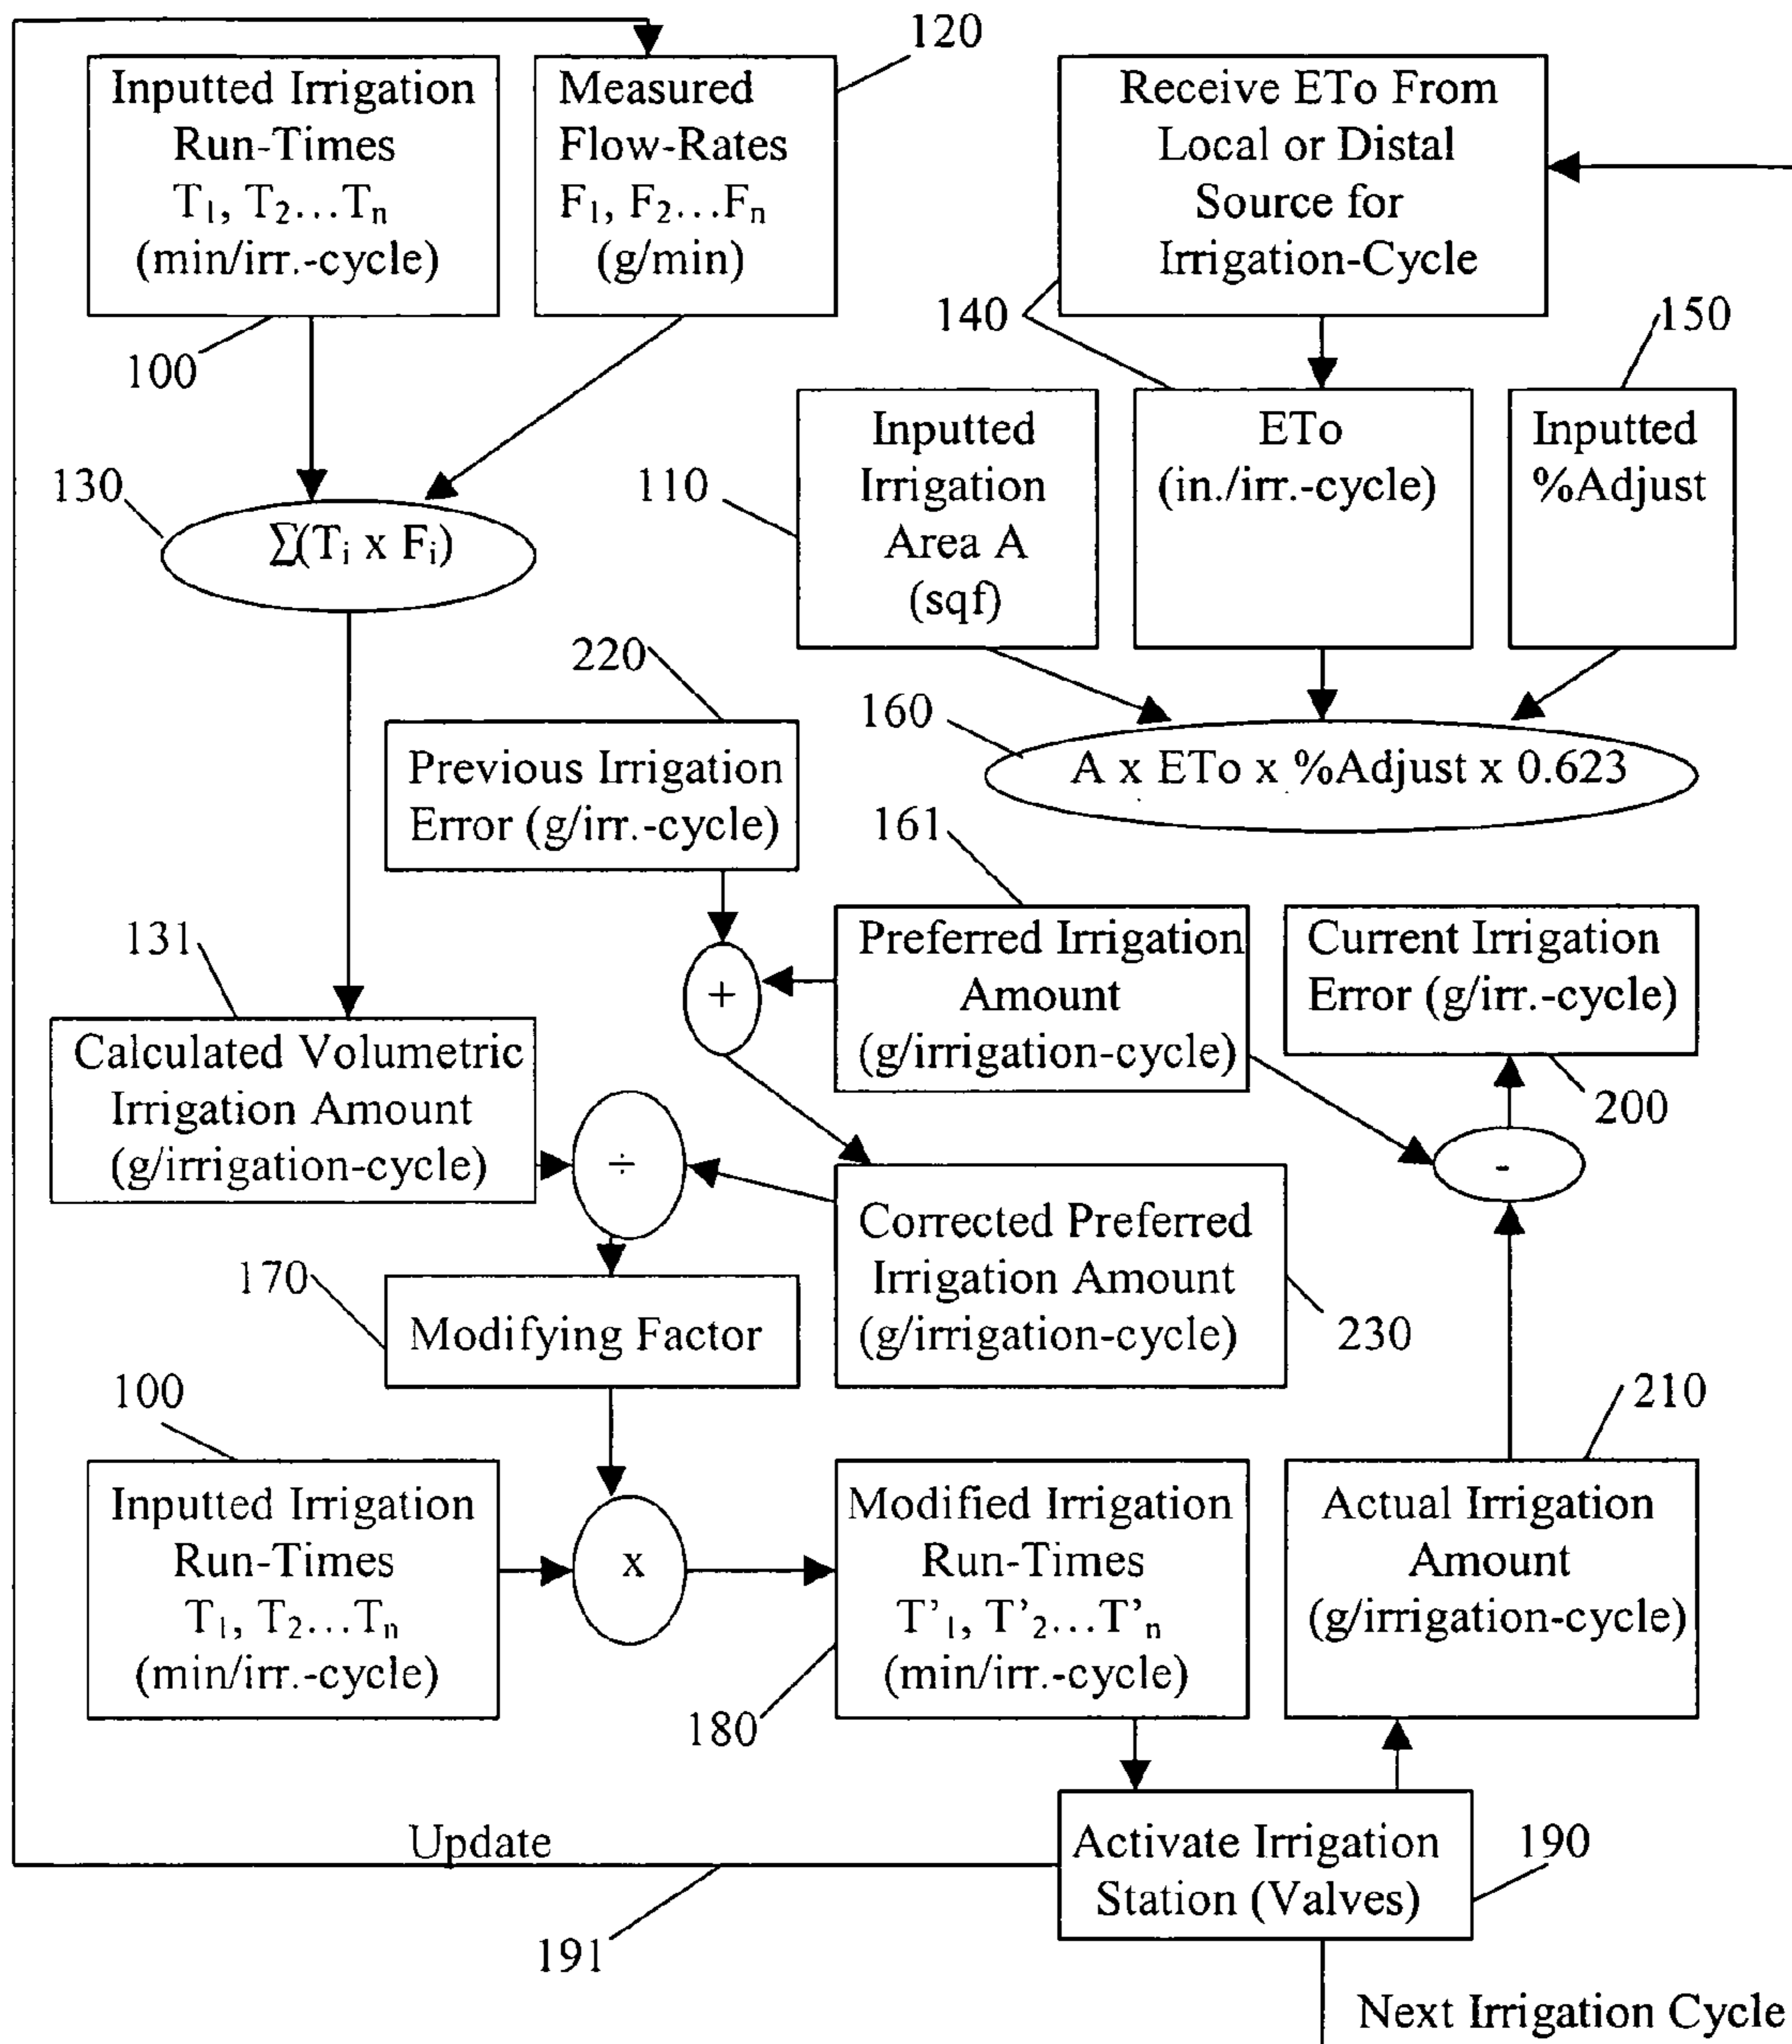 120
Inputted Irrigation
Run-Times
T₁, T₂...Tₙ
(min/irr.-cycle)
Measured
Flow-Rates
F₁, F₂...Fₙ
(g/min)
Receive ETo From
Local or Distal
Source for
Irrigation-Cycle
100
140
150
130
Σ(Tᵢ x Fᵢ)
110
Inputted
Irrigation
Area A
(sqf)
ETo
(in./irr.-cycle)
Inputted
%Adjust
220
160
A x ETo x %Adjust x 0.623
Previous Irrigation
Error (g/irr.-cycle)
161
131
+
Preferred Irrigation
Amount
(g/irrigation-cycle)
Current Irrigation
Error (g/irr.-cycle)
200
Calculated Volumetric
Irrigation Amount
(g/irrigation-cycle)
÷
-
Corrected Preferred
Irrigation Amount
(g/irrigation-cycle)
230
170
Modifying Factor
100
210
Inputted Irrigation
Run-Times
T₁, T₂...Tₙ
(min/irr.-cycle)
x
Modified Irrigation
Run-Times
T'₁, T'₂...T'ₙ
(min/irr.-cycle)
Actual Irrigation
Amount
(g/irrigation-cycle)
180
Update
191
Activate Irrigation
Station (Valves)
190
Next Irrigation Cycle